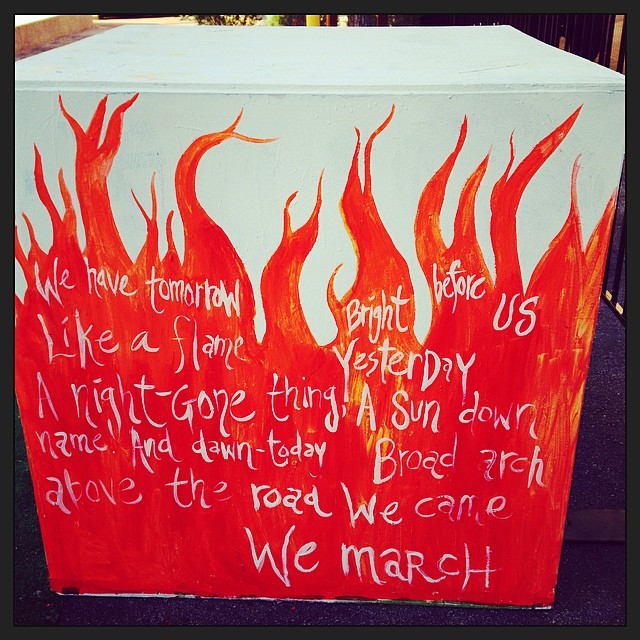 We have tomorrow Bright before US
Like a flame Yesterday
A night-Gone thing, A Sun down
name. And dawn-today Broad arch
above the road We came
We march